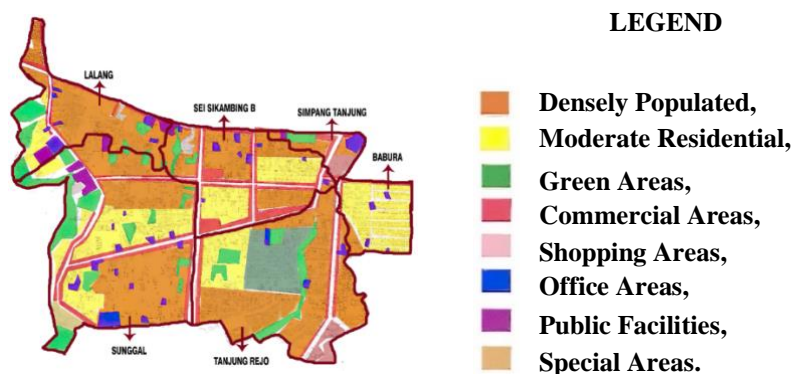 LEGEND
LALANG
SEI SIKAMBING B
SIMPANG TANJUNG
BABURA
SUNGGAL
TANJUNG REJO
Densely Populated,
Moderate Residential,
Green Areas,
Commercial Areas,
Shopping Areas,
Office Areas,
Public Facilities,
Special Areas.